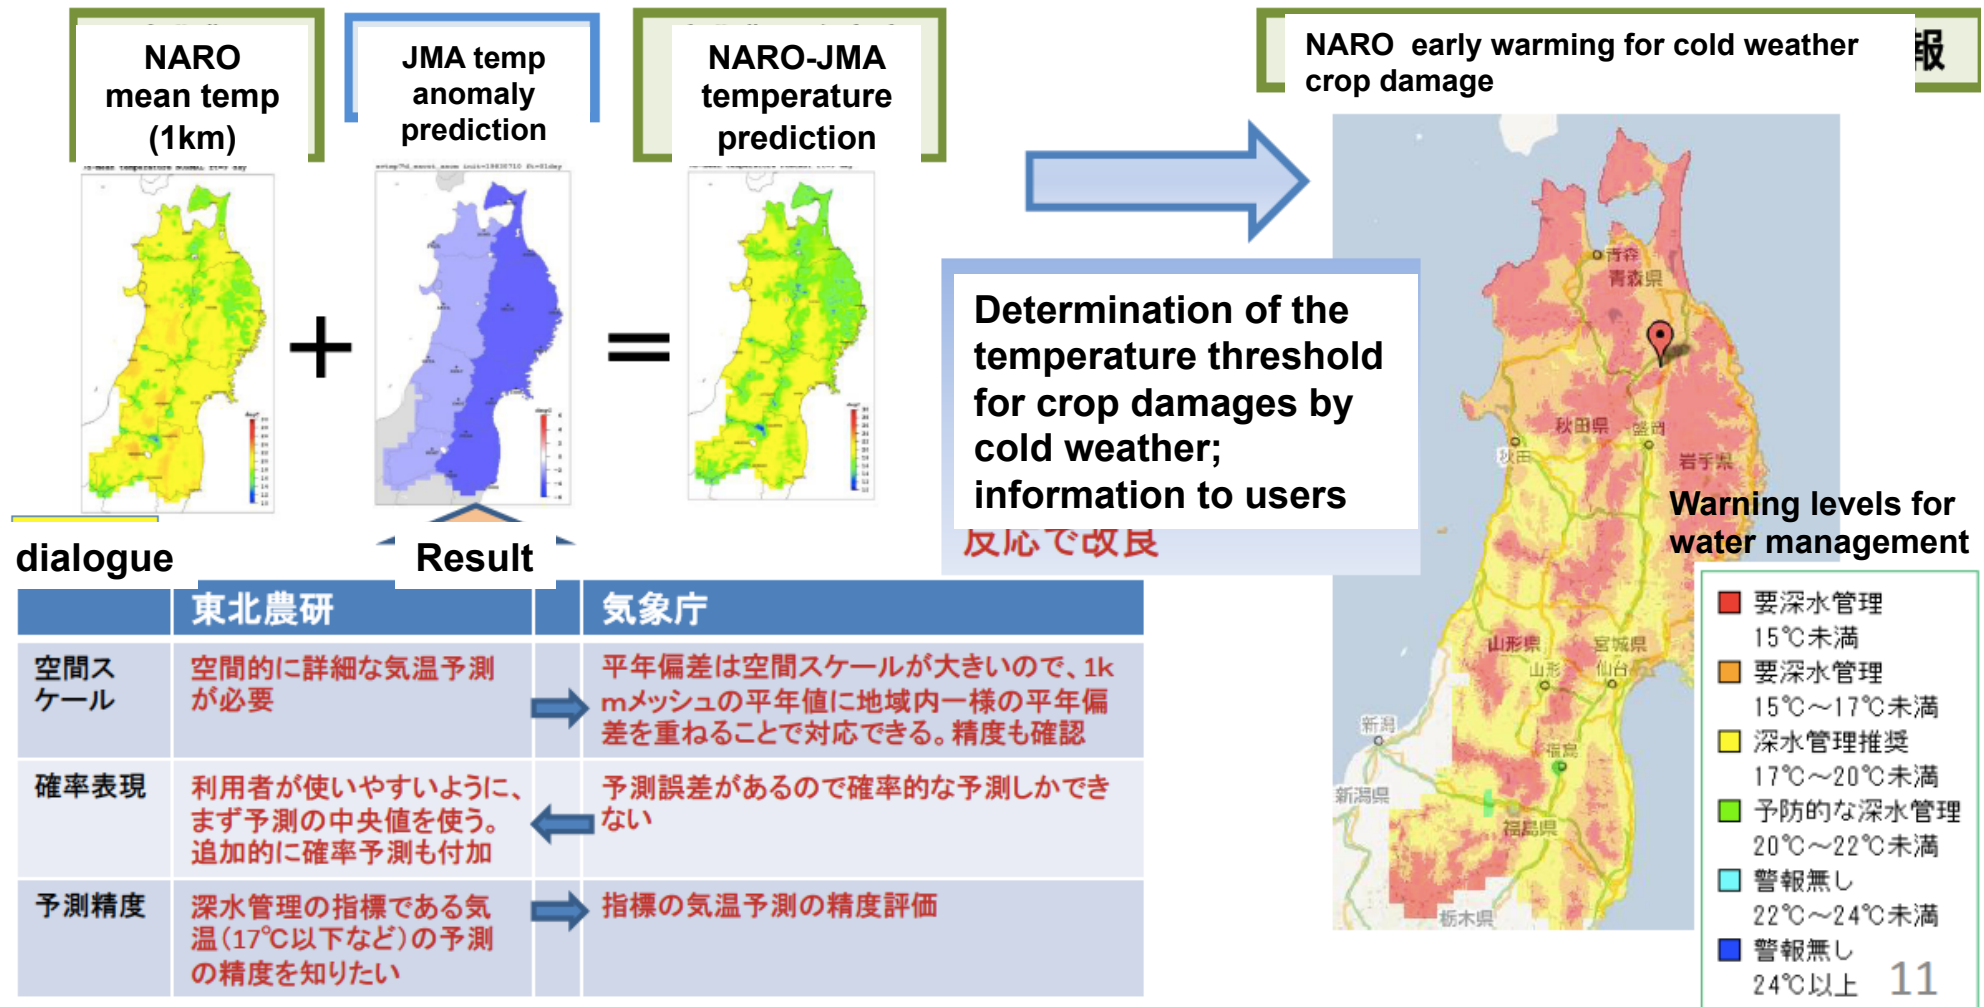 NARO
mean temp
(1km)
JMA temp
anomaly
prediction
NARO-JMA
temperature
prediction
NARO  early warming for cold weather
crop damage
報
Determination of the
temperature threshold
for crop damages by
cold weather;
information to users
反応で改良
dialogue
Result
東北農研
気象庁
空間ス
ケール
空間的に詳細な気温予測
が必要
平年偏差は空間スケールが大きいので、1k
mメッシュの平年値に地域内一様の平年偏
差を重ねることで対応できる。精度も確認
確率表現
利用者が使いやすいように、
まず予測の中央値を使う。
追加的に確率予測も付加
予測誤差があるので確率的な予測しかでき
ない
予測精度
深水管理の指標である気
温(17℃以下など)の予測
の精度を知りたい
指標の気温予測の精度評価
青森
青森県
秋田県
盛岡
秋田
岩手県
山形県
宮城県
山形
仙台
新潟
福島
新潟県
福島県
栃木県
Warning levels for
water management
要深水管理
15℃未満
要深水管理
15℃～17℃未満
深水管理推奨
17℃～20℃未満
予防的な深水管理
20℃～22℃未満
警報無し
22℃～24℃未満
警報無し
24℃以上
11